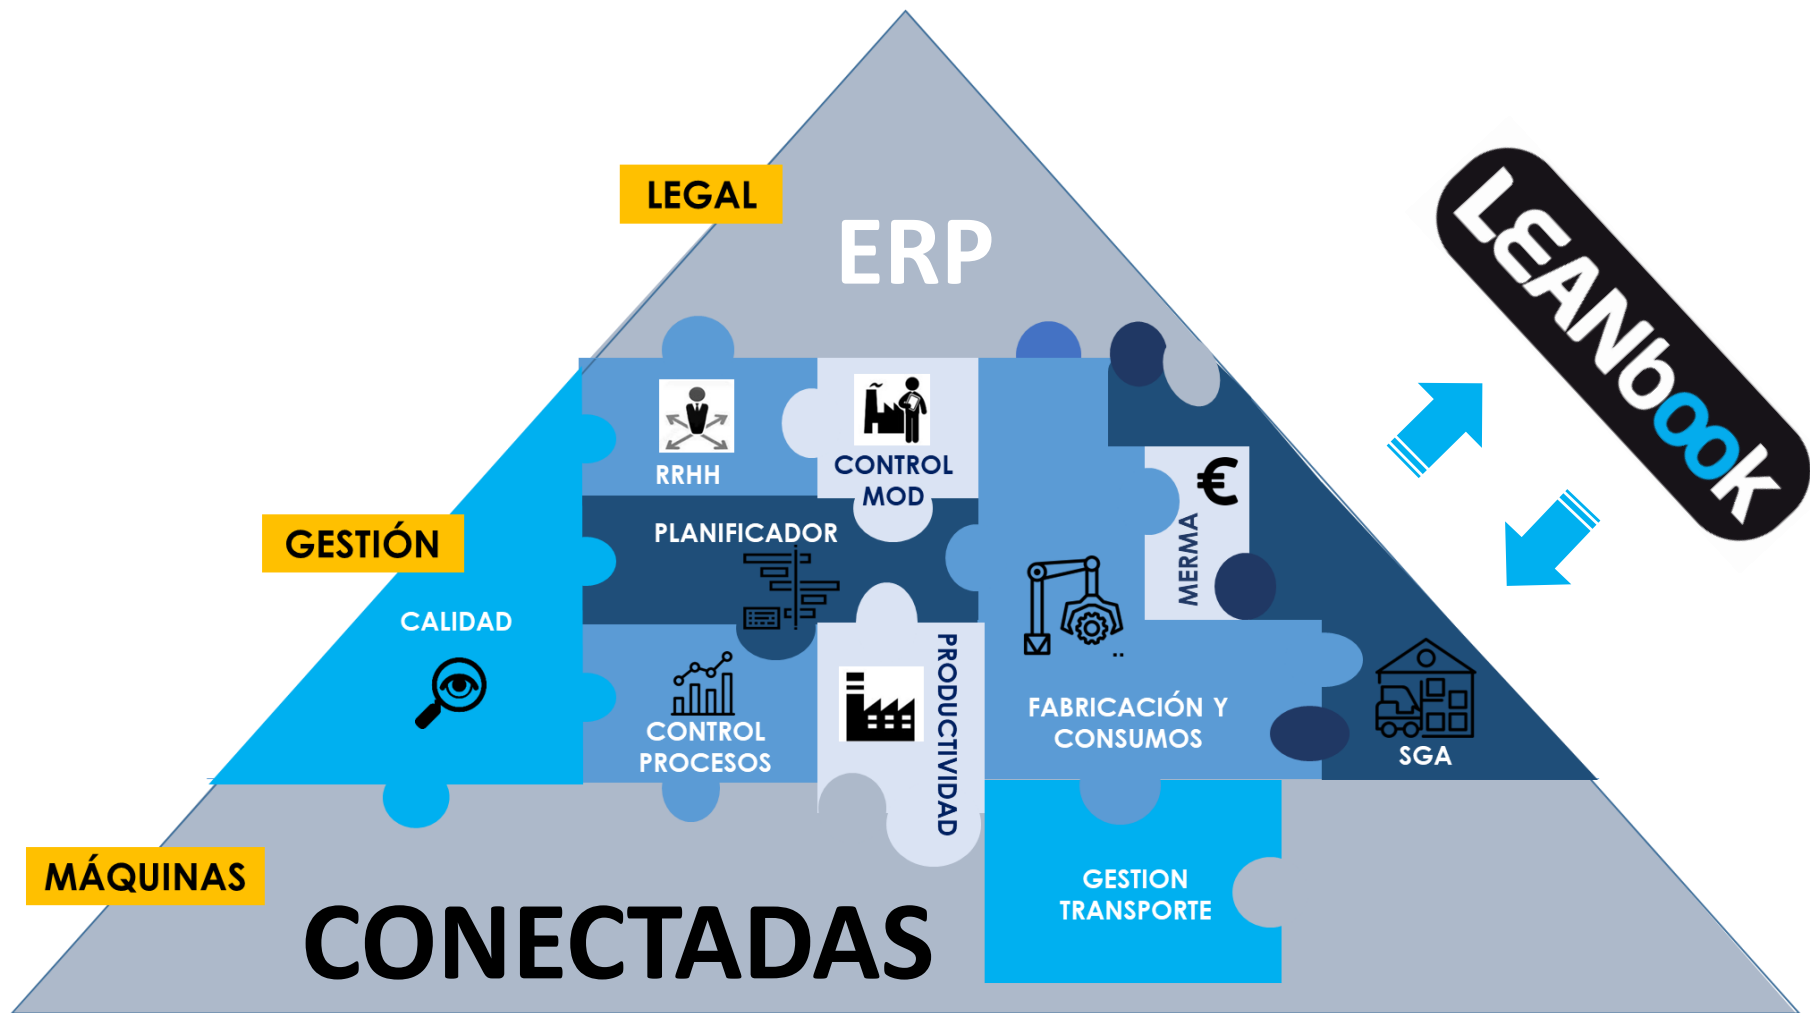 LEGAL
ERP
LEANbook
RRHH
CONTROL
MOD
€
PLANIFICADOR
MERMA
GESTIÓN
CALIDAD
PRODUCTIVIDAD
CONTROL
PROCESOS
FABRICACIÓN Y
CONSUMOS
SGA
MÁQUINAS
CONECTADAS
GESTION
TRANSPORTE